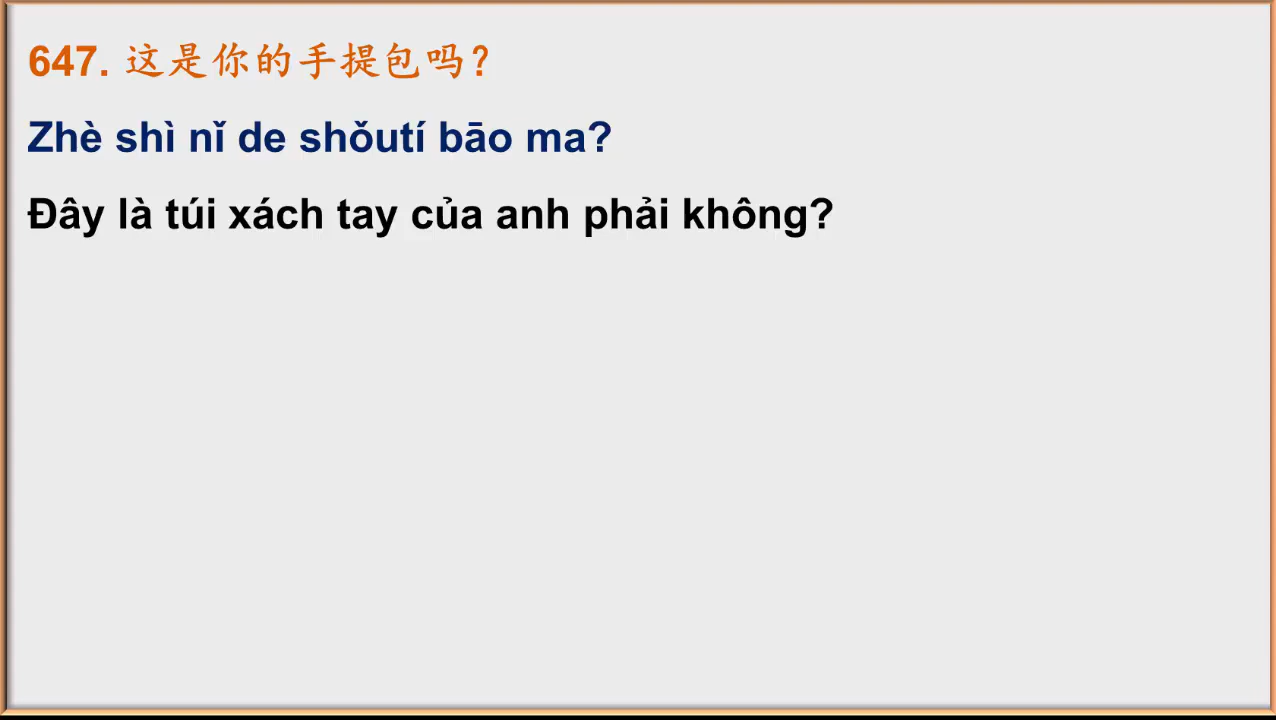 647. 这是你的手提包吗？
Zhè shì nǐ de shǒutí bāo ma?
Đây là túi xách tay của anh phải không?